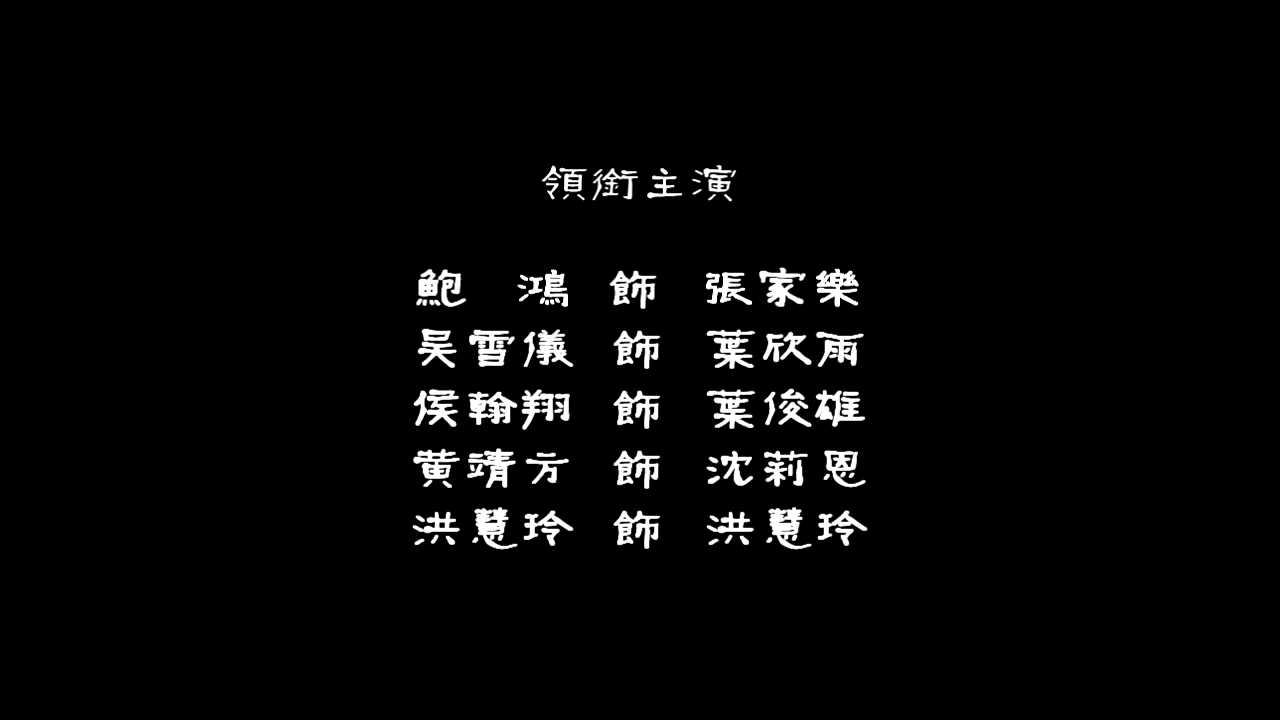 領銜主演
鮑　鴻 飾 張家樂
吴雪儀 飾 葉欣雨
侯翰翔 飾 葉俊雄
黄靖方 飾 沈莉恩
洪慧玲 飾 洪慧玲